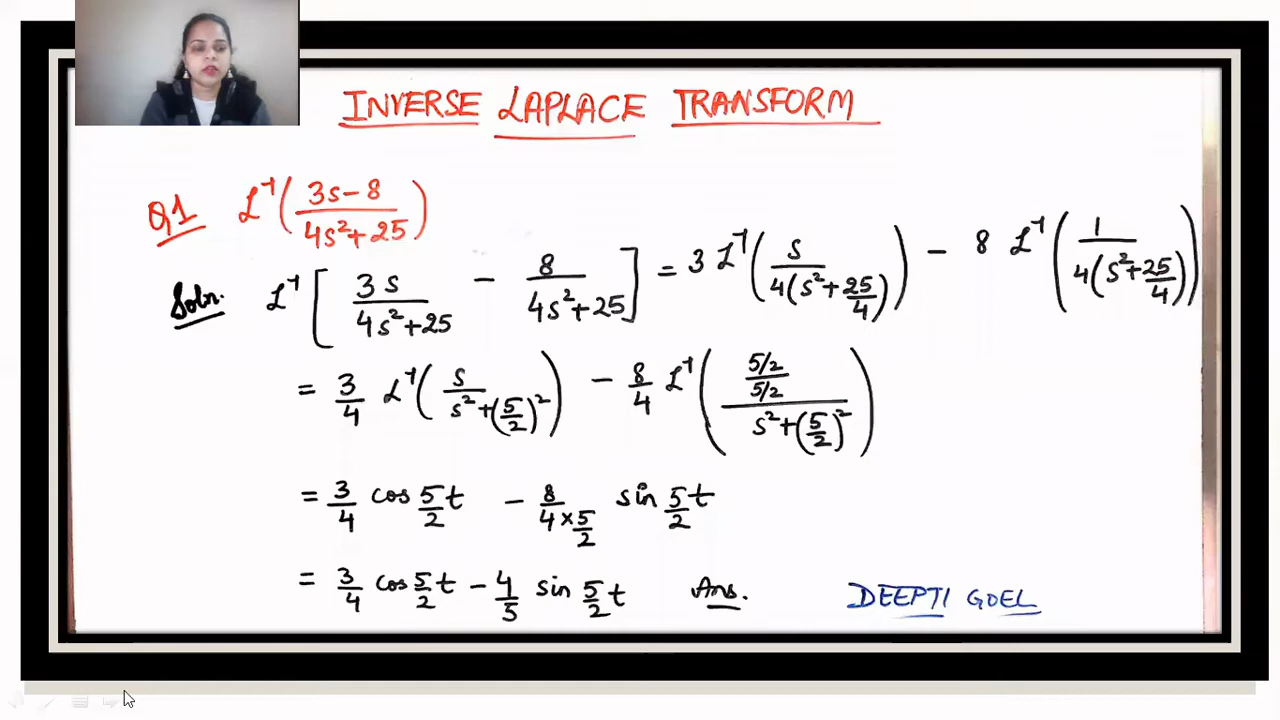 INVERSE LAPLACE TRANSFORM
Q1 L⁻¹(3s-8/4s²+25)
Soln. L⁻¹[3s/4s²+25 - 8/4s²+25] = 3 L⁻¹(s/4(s²+25/4)) - 8 L⁻¹(1/4(s²+25/4))
= 3/4 L⁻¹(s/s²+(5/2)²) - 8/4 L⁻¹(5/2/5/2/s²+(5/2)²)
= 3/4 cos 5/2 t - 8/4×5/2 sin 5/2 t
= 3/4 cos 5/2 t - 4/5 sin 5/2 t Ans.
DEEPTI GOEL